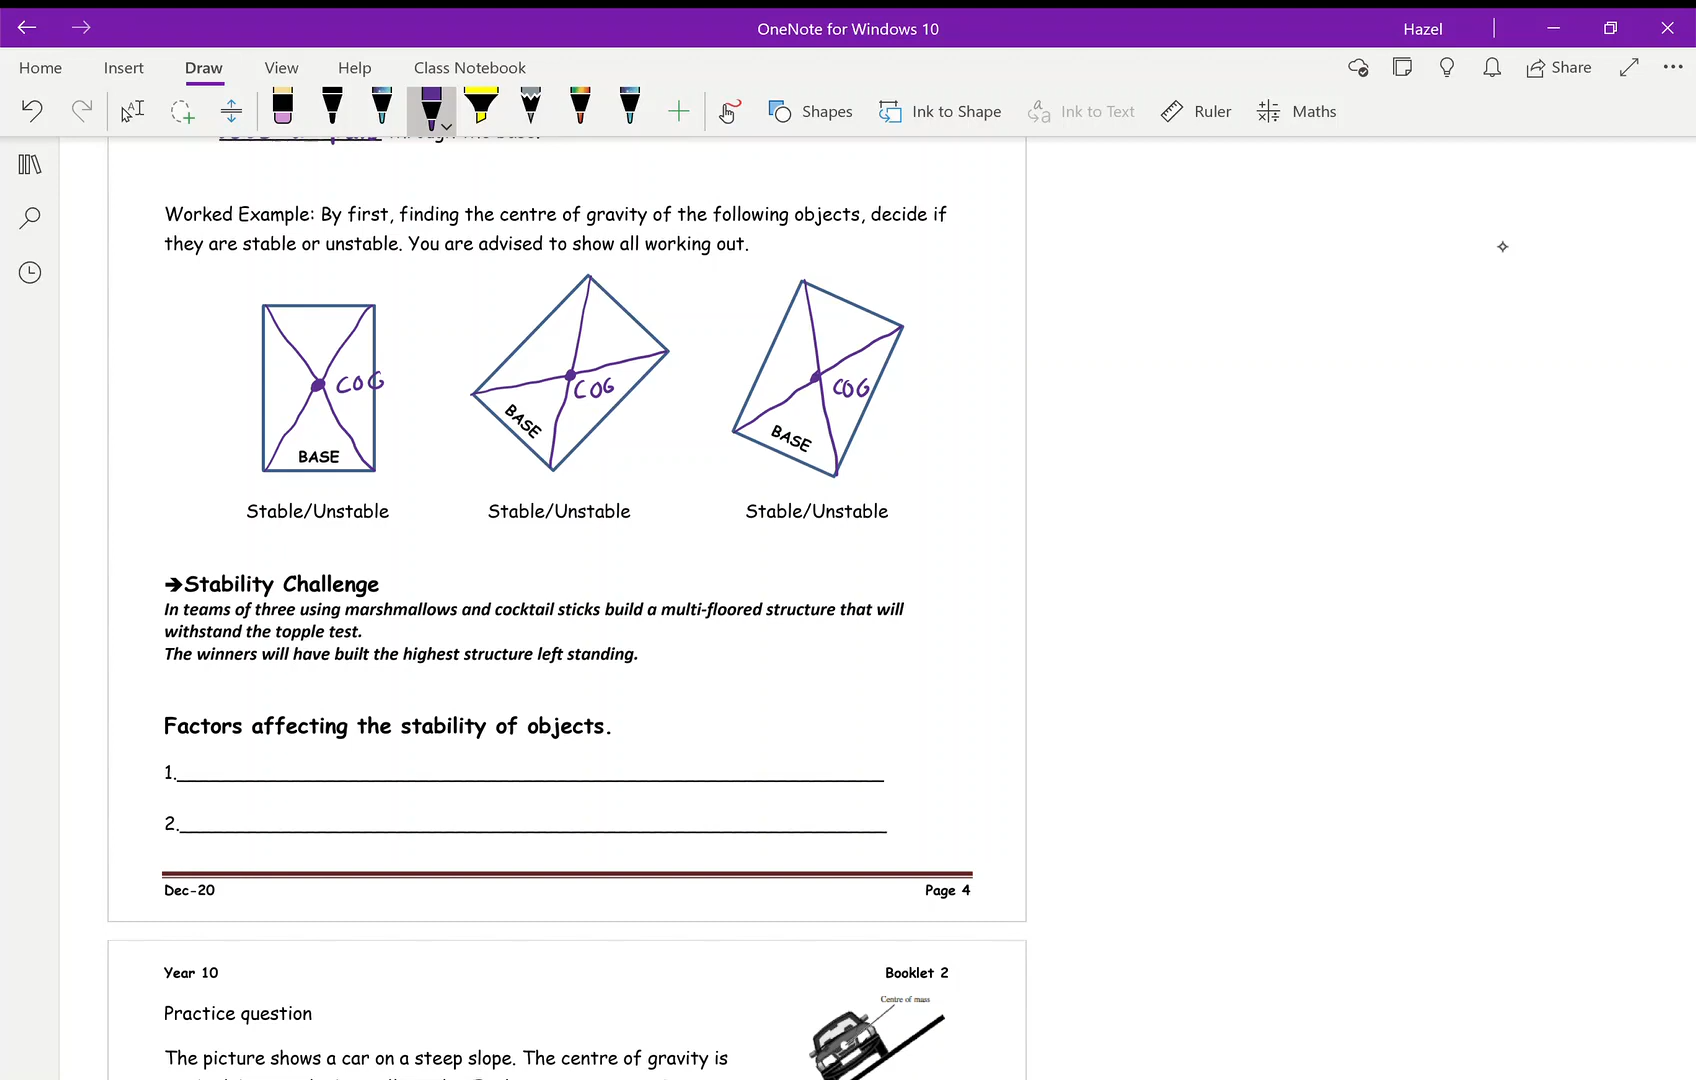 OneNote for Windows 10
Hazel
Home Insert Draw View Help Class Notebook
Share
Shapes Ink to Shape Ink to Text Ruler Maths
Worked Example: By first, finding the centre of gravity of the following objects, decide if
they are stable or unstable. You are advised to show all working out.
COG
BASE
COG
BASE
COG
BASE
Stable/Unstable Stable/Unstable Stable/Unstable
➔Stability Challenge
In teams of three using marshmallows and cocktail sticks build a multi-floored structure that will
withstand the topple test.
The winners will have built the highest structure left standing.
Factors affecting the stability of objects.
1.
2.
Dec-20 Page 4
Year 10 Booklet 2
Centre of mass
Practice question
The picture shows a car on a steep slope. The centre of gravity is